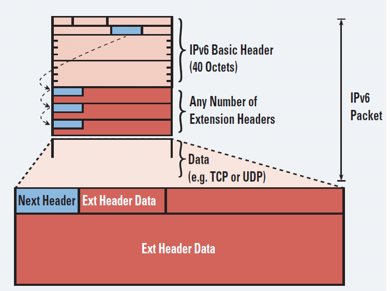 IPv6 Basic Header
(40 Octets)
Any Number of
Extension Headers
IPv6
Packet
Data
(e.g. TCP or UDP)
Next Header
Ext Header Data
Ext Header Data